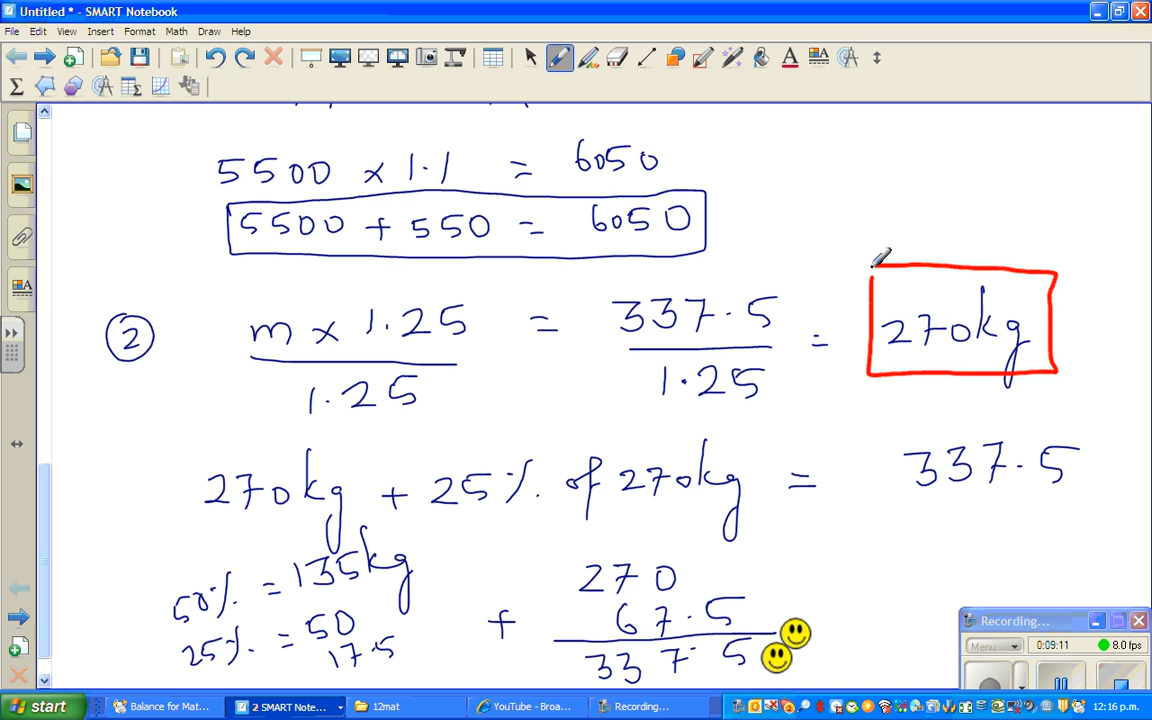 Untitled * - SMART Notebook
File Edit View Insert Format Math Draw Help
5500 x 1.1 = 6050
5500 + 550 = 6050
2 m x 1.25 / 1.25 = 337.5 / 1.25 = 270kg
270kg + 25% of 270kg = 337.5
50% = 135kg
25% = 50
17.5
270
+ 67.5
337.5
Recording...
Menu 0:09:11 8.0 fps
start Balance for Mat... 2 SMART Note... 12mat YouTube - Broa... Recording... 12:16 p.m.